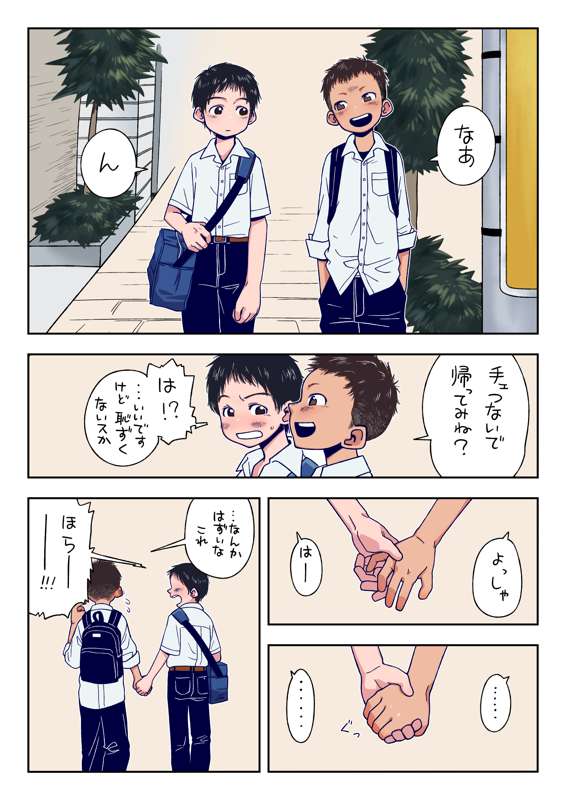 なあ
ん
チェつないで
帰ってみね?
は!?
…いいです
けど恥ずく
ないスか
よっしゃ
はー
……
……
ぐっ
…なんか
はずいな
これ
ほらー
ーー!!!